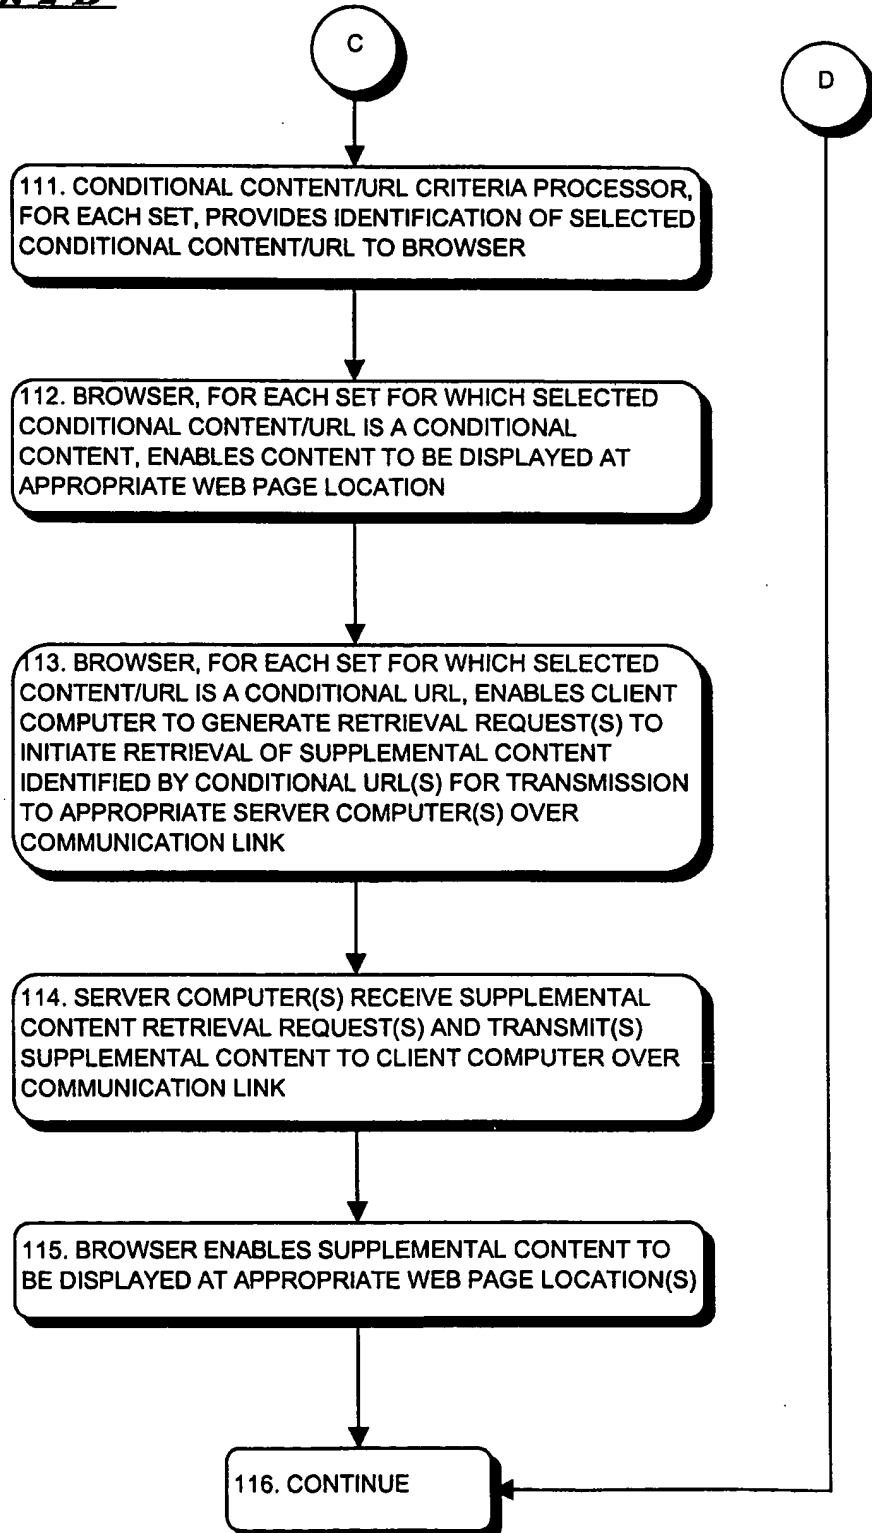 C
D
111. CONDITIONAL CONTENT/URL CRITERIA PROCESSOR,
FOR EACH SET, PROVIDES IDENTIFICATION OF SELECTED
CONDITIONAL CONTENT/URL TO BROWSER
112. BROWSER, FOR EACH SET FOR WHICH SELECTED
CONDITIONAL CONTENT/URL IS A CONDITIONAL
CONTENT, ENABLES CONTENT TO BE DISPLAYED AT
APPROPRIATE WEB PAGE LOCATION
113. BROWSER, FOR EACH SET FOR WHICH SELECTED
CONTENT/URL IS A CONDITIONAL URL, ENABLES CLIENT
COMPUTER TO GENERATE RETRIEVAL REQUEST(S) TO
INITIATE RETRIEVAL OF SUPPLEMENTAL CONTENT
IDENTIFIED BY CONDITIONAL URL(S) FOR TRANSMISSION
TO APPROPRIATE SERVER COMPUTER(S) OVER
COMMUNICATION LINK
114. SERVER COMPUTER(S) RECEIVE SUPPLEMENTAL
CONTENT RETRIEVAL REQUEST(S) AND TRANSMIT(S)
SUPPLEMENTAL CONTENT TO CLIENT COMPUTER OVER
COMMUNICATION LINK
115. BROWSER ENABLES SUPPLEMENTAL CONTENT TO
BE DISPLAYED AT APPROPRIATE WEB PAGE LOCATION(S)
116. CONTINUE